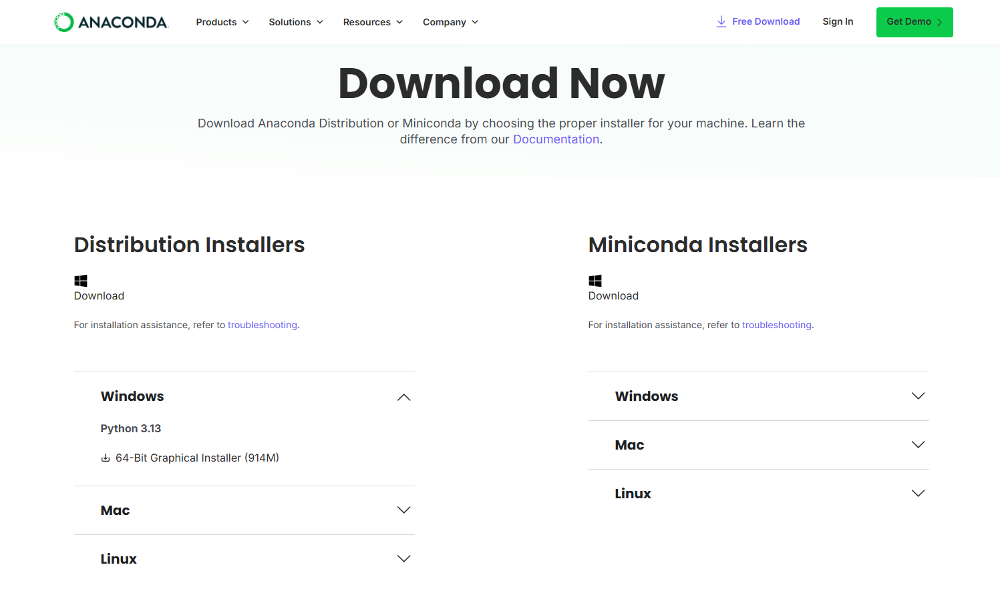 ANACONDA.
Products
Solutions
Resources
Company
Free Download
Sign In
Get Demo
Download Now
Download Anaconda Distribution or Miniconda by choosing the proper installer for your machine. Learn the
difference from our Documentation.
Distribution Installers
Download
For installation assistance, refer to troubleshooting.
Windows
Python 3.13
64-Bit Graphical Installer (914M)
Mac
Linux
Miniconda Installers
Download
For installation assistance, refer to troubleshooting.
Windows
Mac
Linux